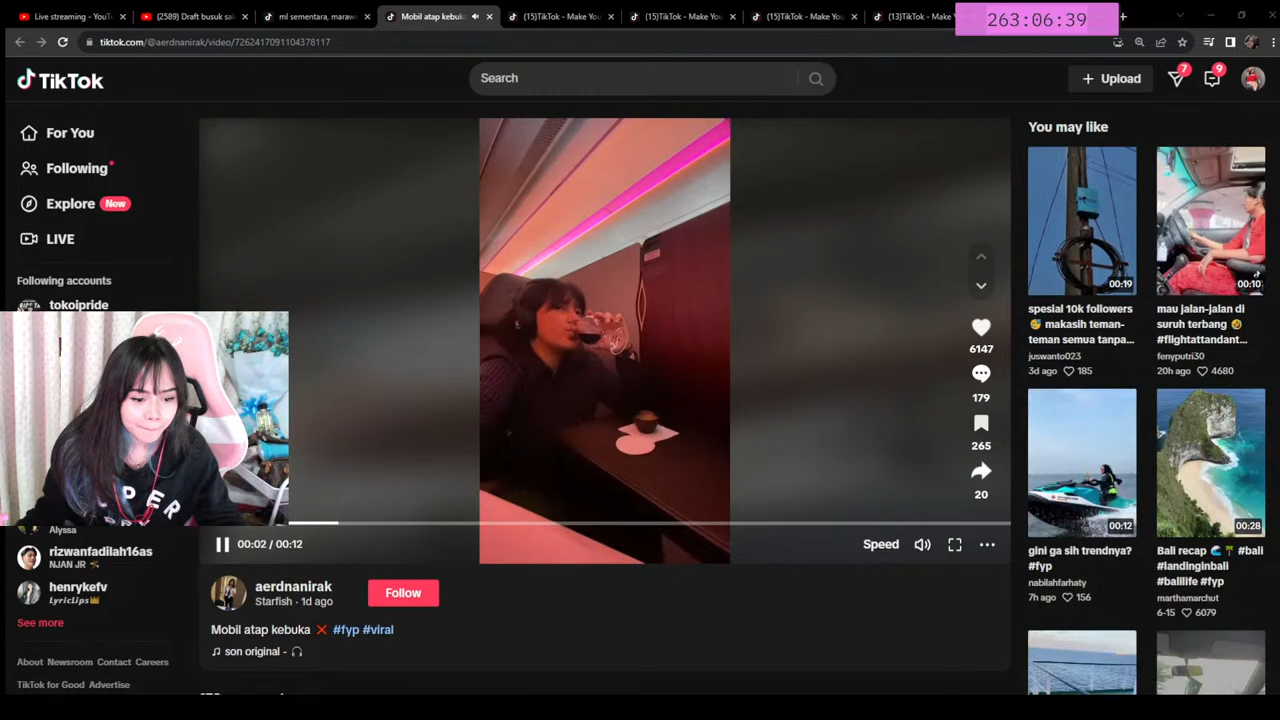 Live streaming - YouT
(2589) Draft busuk sal
ml sementara, maraw
Mobil atap kebuka
(15)TikTok - Make You
(15)TikTok - Make You
(15)TikTok - Make You
(13)TikTok - Make
263:06:39
tiktok.com/@aerdnanirak/video/7262417091104378117
TikTok
Search
Upload
7
9
For You
Following
Explore New
LIVE
Following accounts
tokoipride
Alyssa
rizwanfadilah16as
NJAN JR
henrykefv
LyricLips
See more
About Newsroom Contact Careers
TikTok for Good Advertise
6147
179
265
20
00:02 / 00:12
Speed
aerdnanirak
Starfish · 1d ago
Follow
Mobil atap kebuka ❌ #fyp #viral
son original -
You may like
00:19
spesial 10k followers
makasih teman-
teman semua tanpa...
juswanto023
3d ago 185
00:10
mau jalan-jalan di
suruh terbang
#flightattandant...
fenyputri30
20h ago 4680
00:12
gini ga sih trendnya?
#fyp
nabilahfarhaty
7h ago 156
00:28
Bali recap #bali
#landinginbali
#balilife #fyp
marthamarchut
6-15 6079